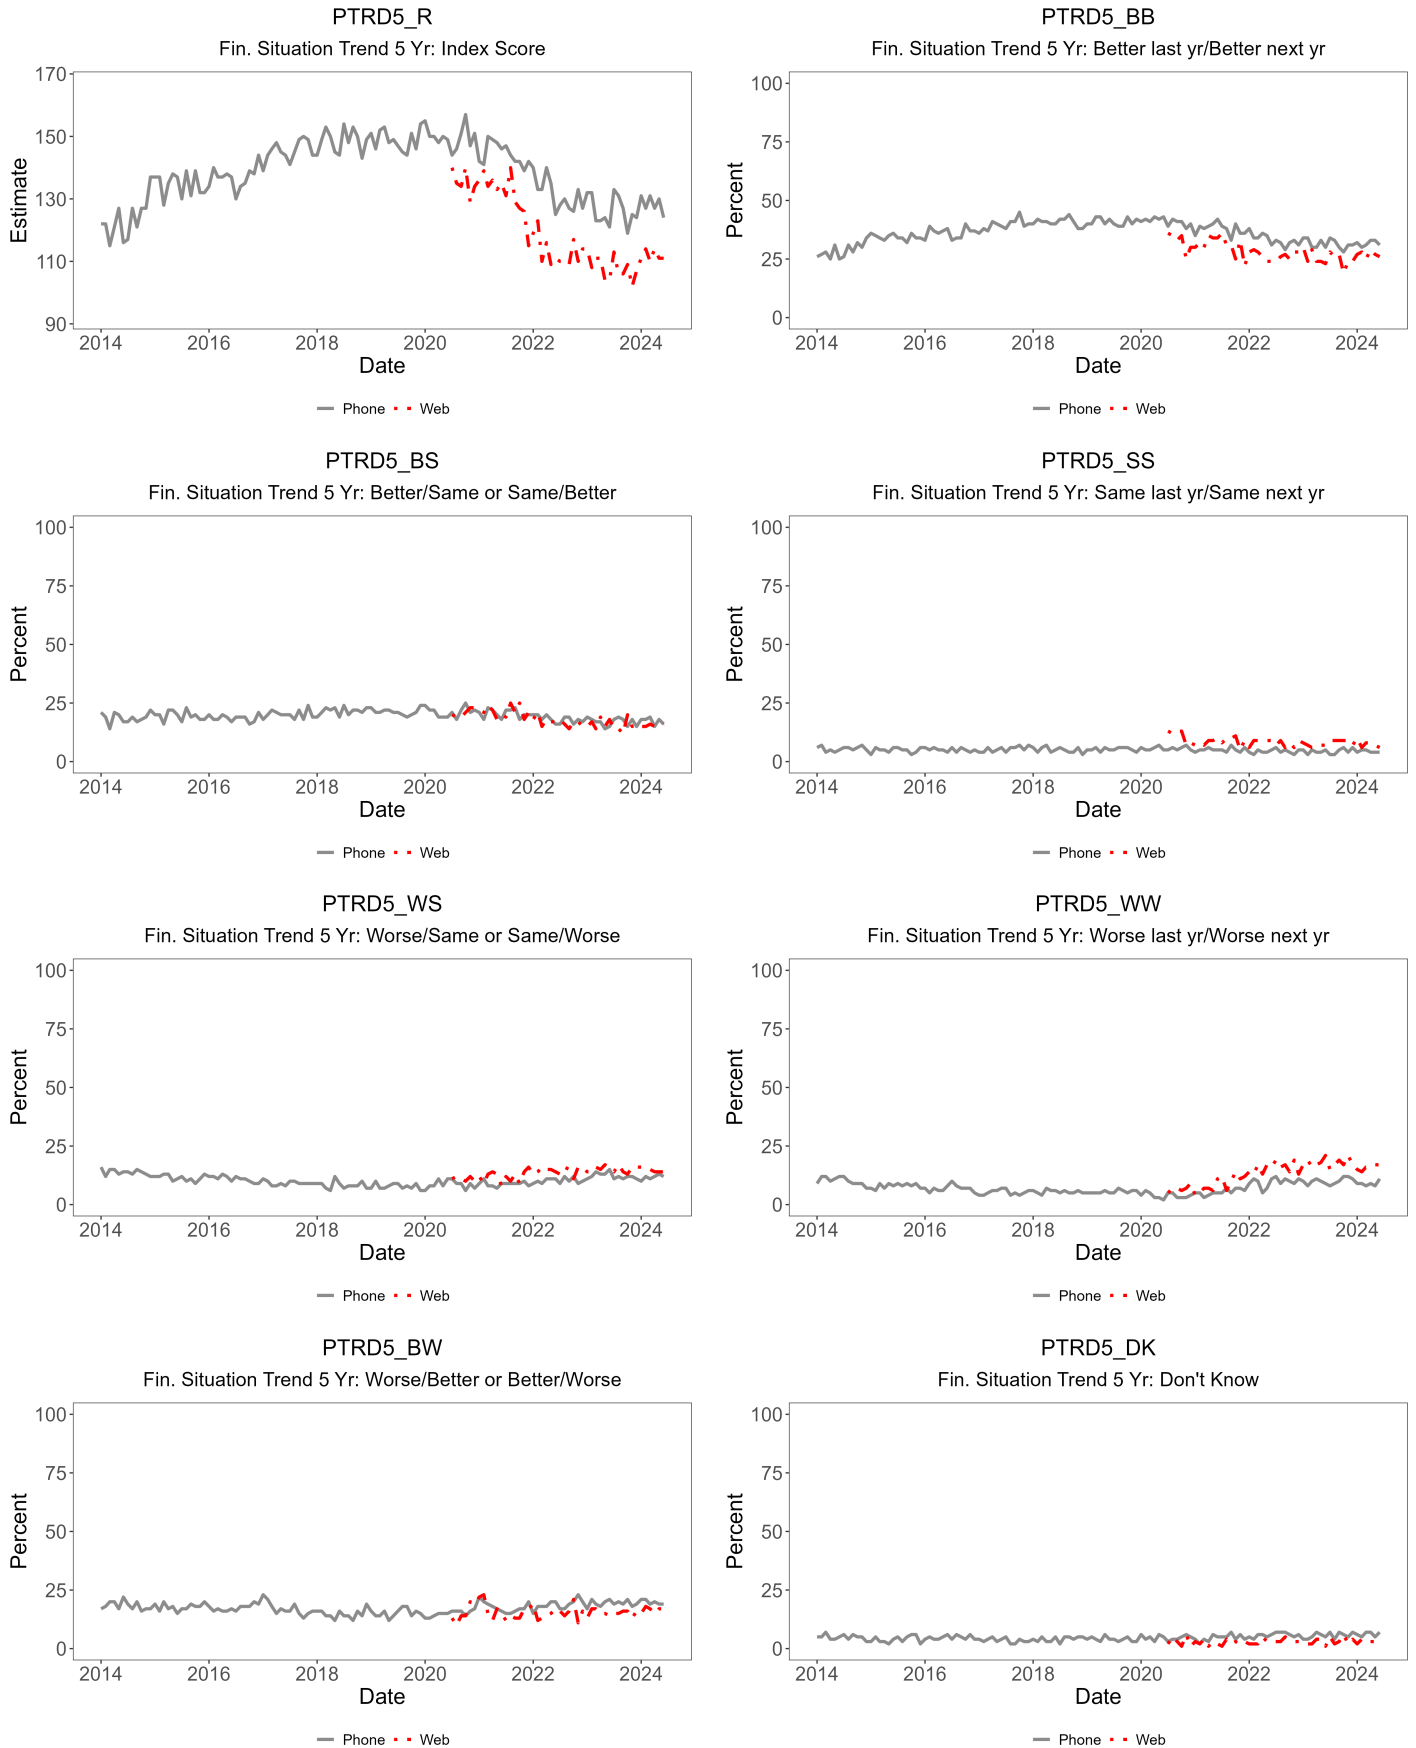 PTRD5_R
Fin. Situation Trend 5 Yr: Index Score
Estimate
170
150
130
110
90
2014 2016 2018 2020 2022 2024
Date
Phone Web
PTRD5_BB
Fin. Situation Trend 5 Yr: Better last yr/Better next yr
Percent
100
75
50
25
0
2014 2016 2018 2020 2022 2024
Date
Phone Web
PTRD5_BS
Fin. Situation Trend 5 Yr: Better/Same or Same/Better
Percent
100
75
50
25
0
2014 2016 2018 2020 2022 2024
Date
Phone Web
PTRD5_SS
Fin. Situation Trend 5 Yr: Same last yr/Same next yr
Percent
100
75
50
25
0
2014 2016 2018 2020 2022 2024
Date
Phone Web
PTRD5_WS
Fin. Situation Trend 5 Yr: Worse/Same or Same/Worse
Percent
100
75
50
25
0
2014 2016 2018 2020 2022 2024
Date
Phone Web
PTRD5_WW
Fin. Situation Trend 5 Yr: Worse last yr/Worse next yr
Percent
100
75
50
25
0
2014 2016 2018 2020 2022 2024
Date
Phone Web
PTRD5_BW
Fin. Situation Trend 5 Yr: Worse/Better or Better/Worse
Percent
100
75
50
25
0
2014 2016 2018 2020 2022 2024
Date
Phone Web
PTRD5_DK
Fin. Situation Trend 5 Yr: Don't Know
Percent
100
75
50
25
0
2014 2016 2018 2020 2022 2024
Date
Phone Web